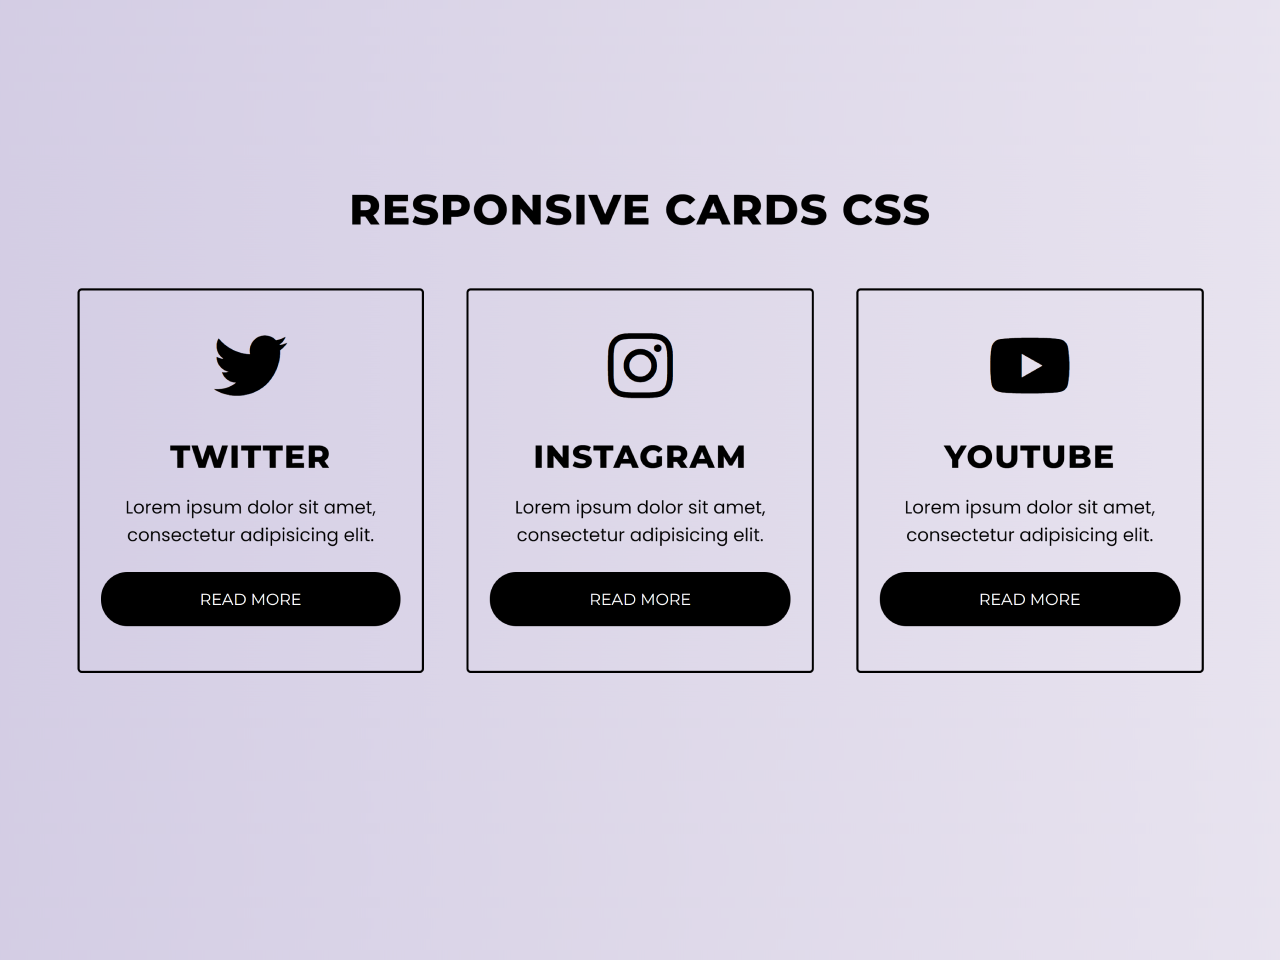 RESPONSIVE CARDS CSS
TWITTER
Lorem ipsum dolor sit amet,
consectetur adipisicing elit.
READ MORE
INSTAGRAM
Lorem ipsum dolor sit amet,
consectetur adipisicing elit.
READ MORE
YOUTUBE
Lorem ipsum dolor sit amet,
consectetur adipisicing elit.
READ MORE